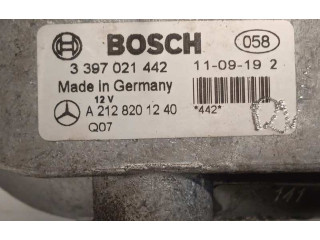 BOSCH 058
3 397 021 442 11-09-19 2
Made in Germany
12 V
A 212 820 12 40 *442*
Q07